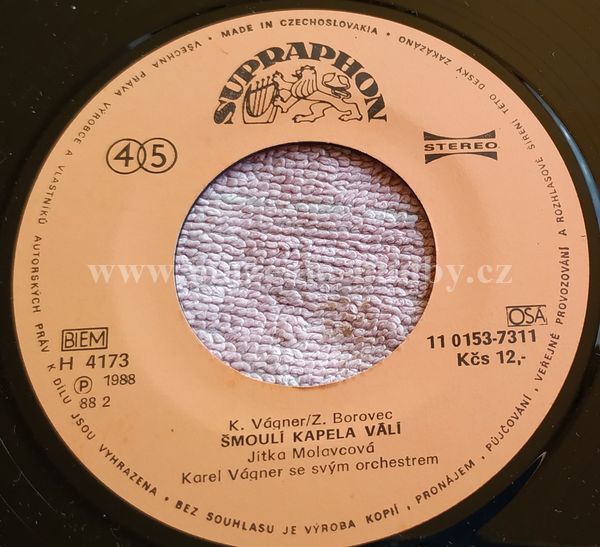 VŠECHNA PRÁVA VÝROBCE A VLASTNÍKŮ AUTORSKÝCH PRÁV K DÍLU JSOU VYHRAZENA • BEZ SOUHLASU JE VÝROBA KOPIÍ, PRONÁJEM, PŮJČOVÁNÍ, VEŘEJNÉ PROVOZOVÁNÍ A ROZHLASOVÉ ŠÍŘENÍ TÉTO DESKY ZAKÁZÁNO • MADE IN CZECHOSLOVAKIA •
SUPRAPHON
45
STEREO
BIEM
H 4173
Ⓟ 1988
88 2
OSA
11 0153-7311
Kčs 12,-
K. Vágner/Z. Borovec
ŠMOULÍ KAPELA VÁLÍ
Jitka Molavcová
Karel Vágner se svým orchestrem